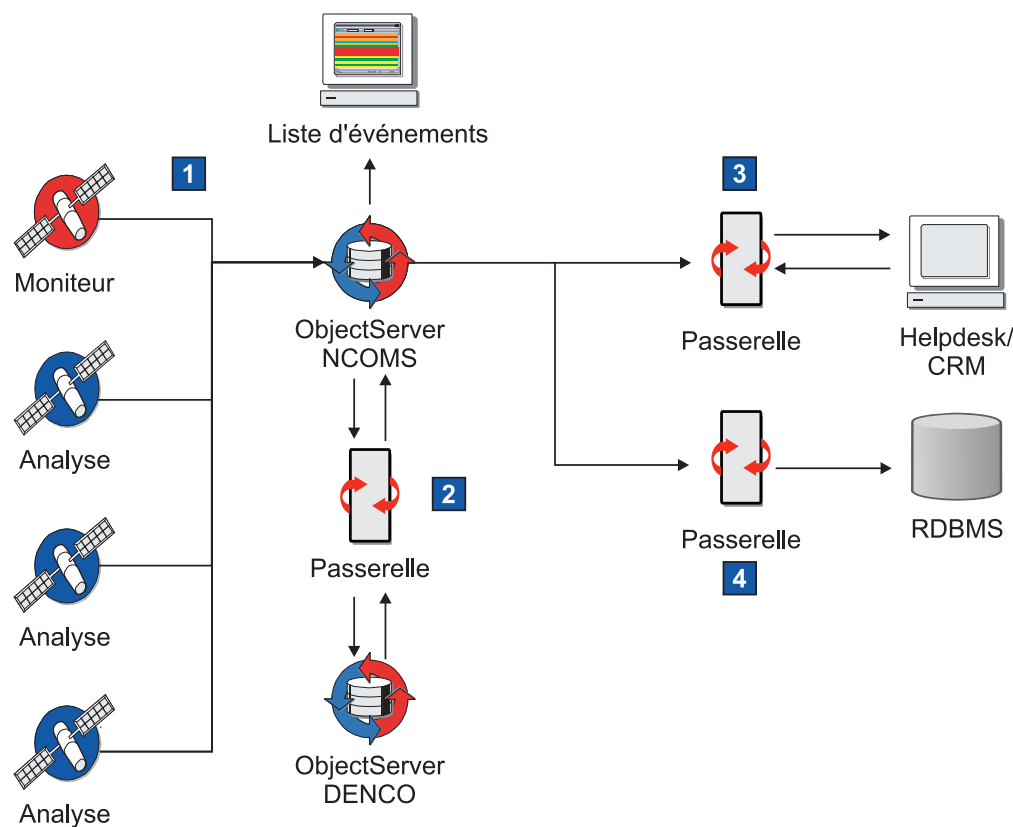 Liste d'événements
1
3
Moniteur
ObjectServer
NCOMS
Passerelle
Helpdesk/
CRM
Analyse
2
Passerelle
Passerelle
4
RDBMS
Analyse
ObjectServer
DENCO
Analyse